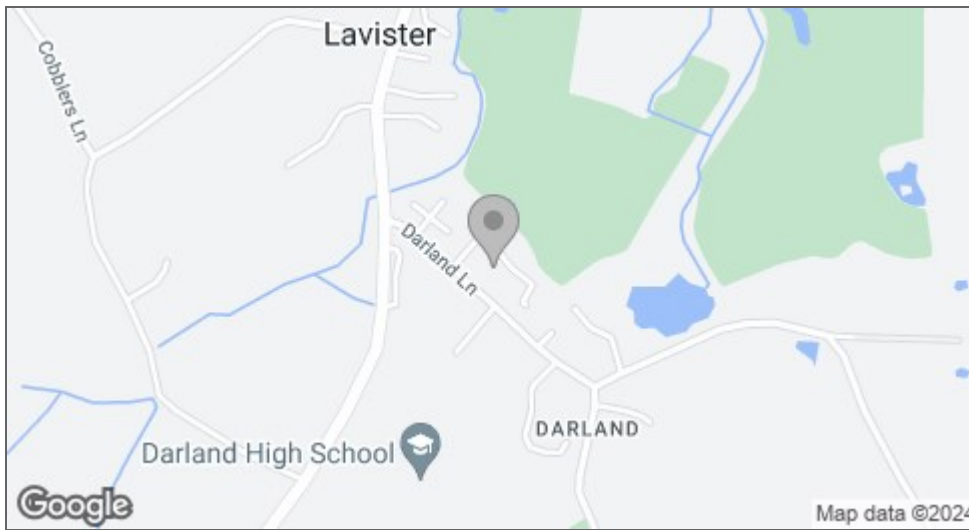 Lavister
Cobblers Ln
Darland Ln
DARLAND
Darland High School
Google
Map data ©2024